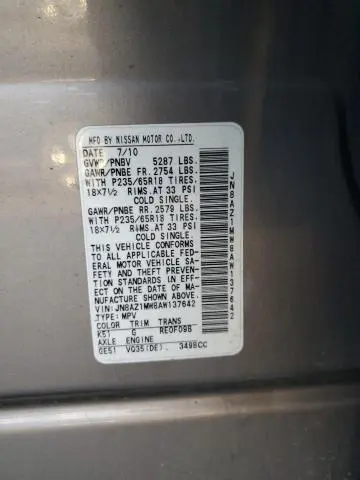 MFD BY NISSAN MOTOR CO.,LTD.
DATE 7/10
GVWR/PNBV 5287 LBS.
GAWR/PNBE FR.2754 LBS.
WITH P235/65R18 TIRES.
18X7½ RIMS.AT 33 PSI
COLD SINGLE.
GAWR/PNBE RR.2579 LBS.
WITH P235/65R18 TIRES.
18X7½ RIMS.AT 33 PSI
COLD SINGLE.
THIS VEHICLE CONFORMS
TO ALL APPLICABLE FED-
ERAL MOTOR VEHICLE SA-
FETY AND THEFT PREVEN-
TION STANDARDS IN EFF-
ECT ON THE DATE OF MA-
NUFACTURE SHOWN ABOVE.
VIN:JN8AZ1MW8AW137642
TYPE:MPV
COLOR TRIM TRANS
K51 G RE0F09B
AXLE ENGINE
GE51 VQ35(DE) 3498CC
JN8AZ1MW8AW137642